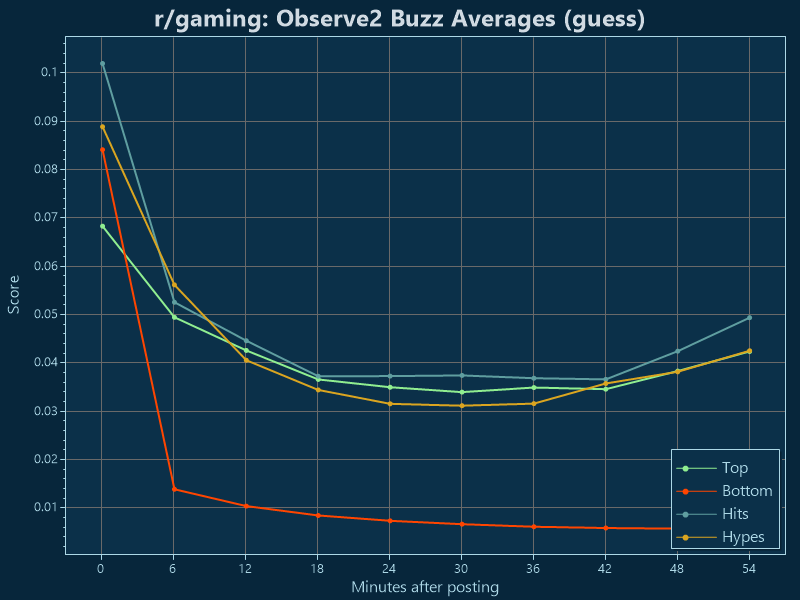 r/gaming: Observe2 Buzz Averages (guess)
Score
0.1
0.09
0.08
0.07
0.06
0.05
0.04
0.03
0.02
0.01
Top
Bottom
Hits
Hypes
0 6 12 18 24 30 36 42 48 54
Minutes after posting